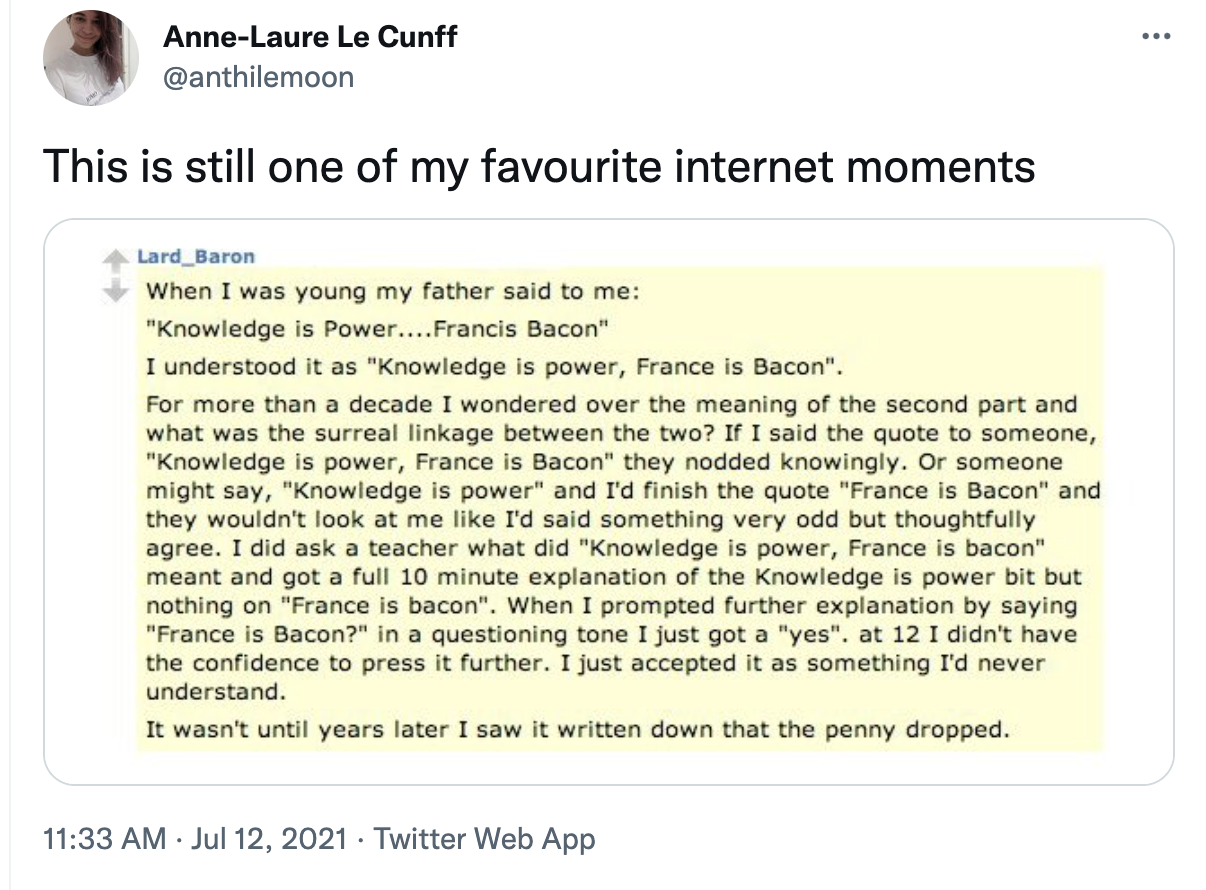 Anne-Laure Le Cunff
@anthilemoon
This is still one of my favourite internet moments
Lard_Baron
When I was young my father said to me:
"Knowledge is Power....Francis Bacon"
I understood it as "Knowledge is power, France is Bacon".
For more than a decade I wondered over the meaning of the second part and
what was the surreal linkage between the two? If I said the quote to someone,
"Knowledge is power, France is Bacon" they nodded knowingly. Or someone
might say, "Knowledge is power" and I'd finish the quote "France is Bacon" and
they wouldn't look at me like I'd said something very odd but thoughtfully
agree. I did ask a teacher what did "Knowledge is power, France is bacon"
meant and got a full 10 minute explanation of the Knowledge is power bit but
nothing on "France is bacon". When I prompted further explanation by saying
"France is Bacon?" in a questioning tone I just got a "yes". at 12 I didn't have
the confidence to press it further. I just accepted it as something I'd never
understand.
It wasn't until years later I saw it written down that the penny dropped.
11:33 AM · Jul 12, 2021 · Twitter Web App